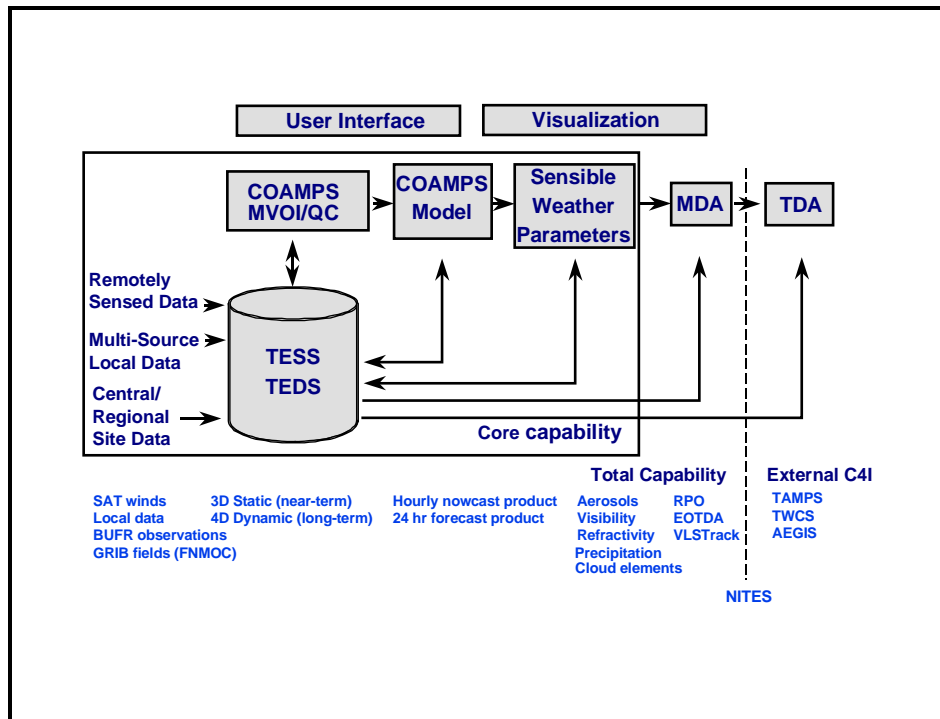 User Interface
Visualization
COAMPS
MVOI/QC
COAMPS
Model
Sensible
Weather
Parameters
MDA
TDA
Remotely
Sensed Data
Multi-Source
Local Data
Central/
Regional
Site Data
TESS
TEDS
Core capability
Total Capability
External C4I
SAT winds
Local data
BUFR observations
GRIB fields (FNMOC)
3D Static (near-term)
4D Dynamic (long-term)
Hourly nowcast product
24 hr forecast product
Aerosols
Visibility
Refractivity
Precipitation
Cloud elements
RPO
EOTDA
VLSTrack
TAMPS
TWCS
AEGIS
NITES